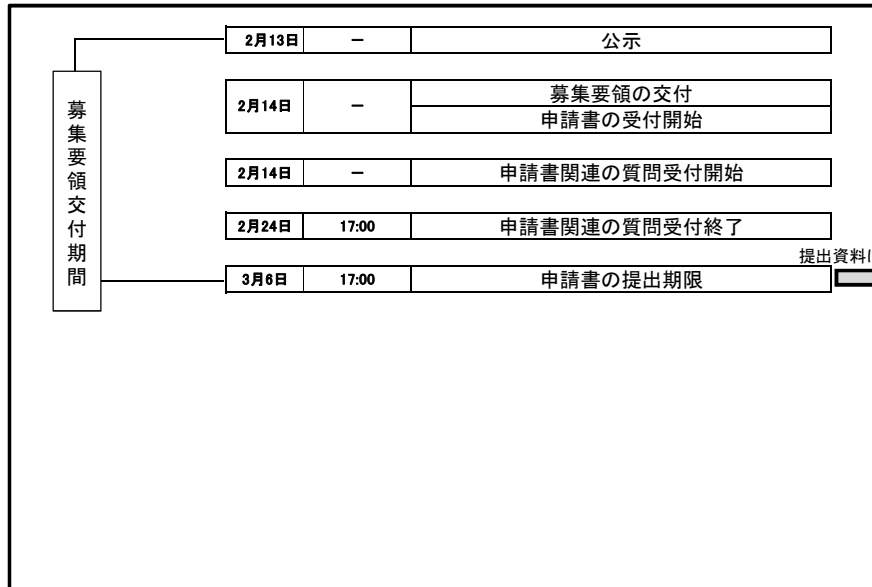 2月13日 － 公示
募集要領交付期間
2月14日 － 募集要領の交付
申請書の受付開始
2月14日 － 申請書関連の質問受付開始
2月24日 17:00 申請書関連の質問受付終了
提出資料に
3月6日 17:00 申請書の提出期限